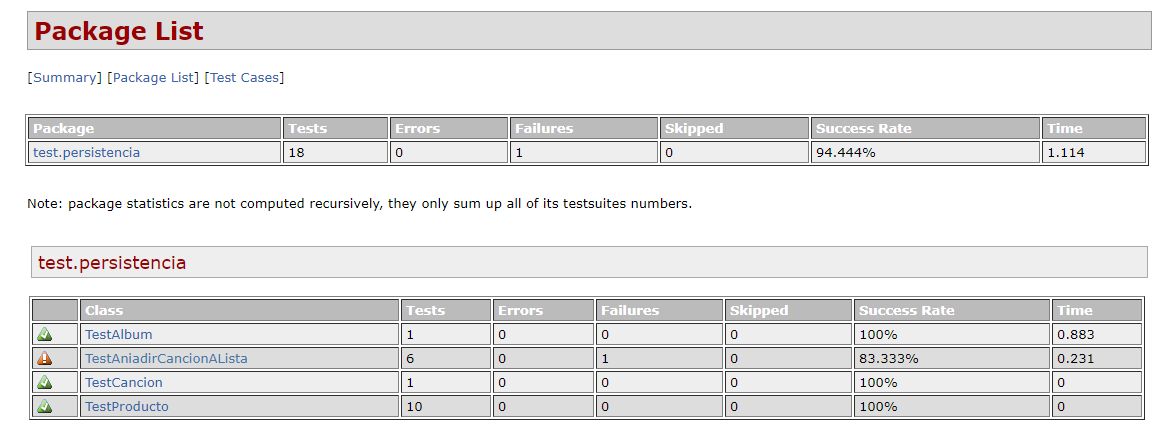 Package List
[Summary] [Package List] [Test Cases]
Package Tests Errors Failures Skipped Success Rate Time
test.persistencia 18 0 1 0 94.444% 1.114
Note: package statistics are not computed recursively, they only sum up all of its testsuites numbers.
test.persistencia
Class Tests Errors Failures Skipped Success Rate Time
TestAlbum 1 0 0 0 100% 0.883
TestAniadirCancionALista 6 0 1 0 83.333% 0.231
TestCancion 1 0 0 0 100% 0
TestProducto 10 0 0 0 100% 0